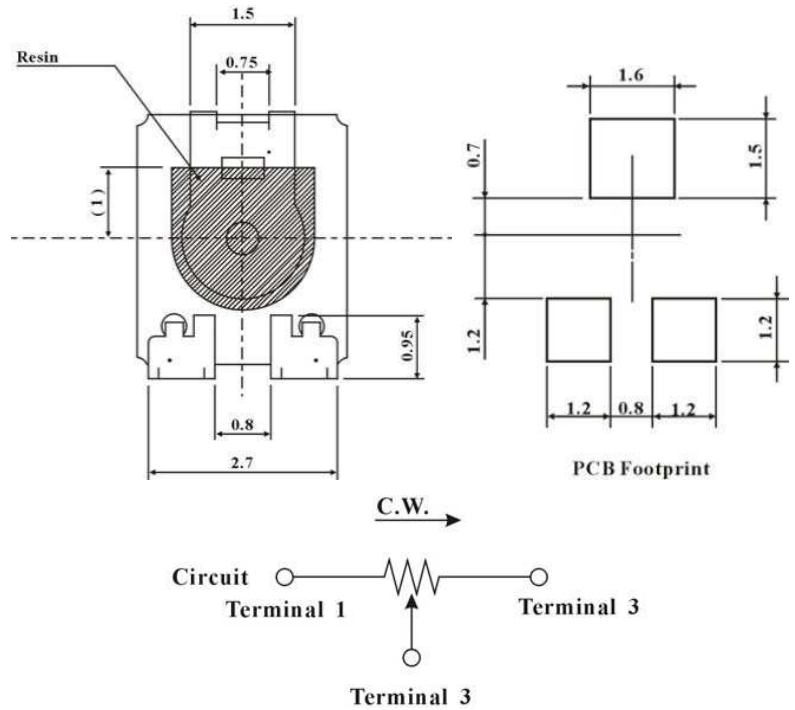 1.5
Resin
0.75
(1)
0.95
0.8
2.7
1.6
0.7
1.5
1.2
1.2
1.2
0.8
1.2
PCB Footprint
C.W.
Circuit
Terminal 1
Terminal 3
Terminal 3